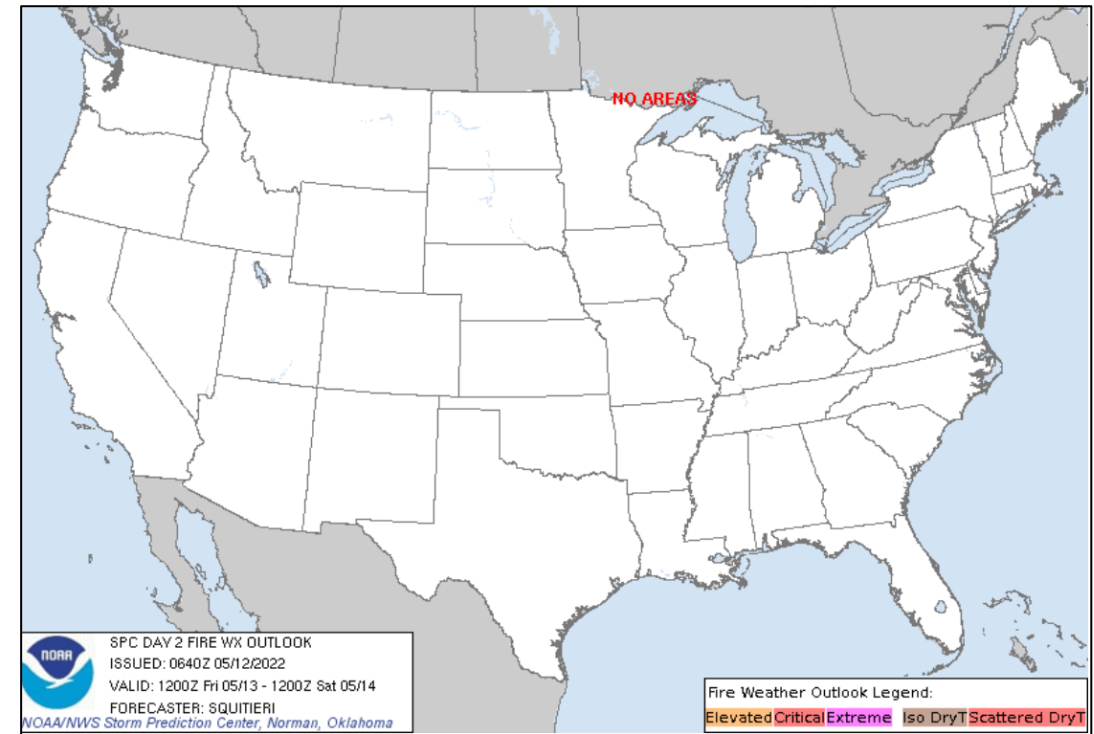 NO AREAS
NOAA
SPC DAY 2 FIRE WX OUTLOOK
ISSUED: 0640Z 05/12/2022
VALID: 1200Z Fri 05/13 - 1200Z Sat 05/14
FORECASTER: SQUITIERI
NOAA/NWS Storm Prediction Center, Norman, Oklahoma
Fire Weather Outlook Legend:
Elevated Critical Extreme Iso DryT Scattered DryT